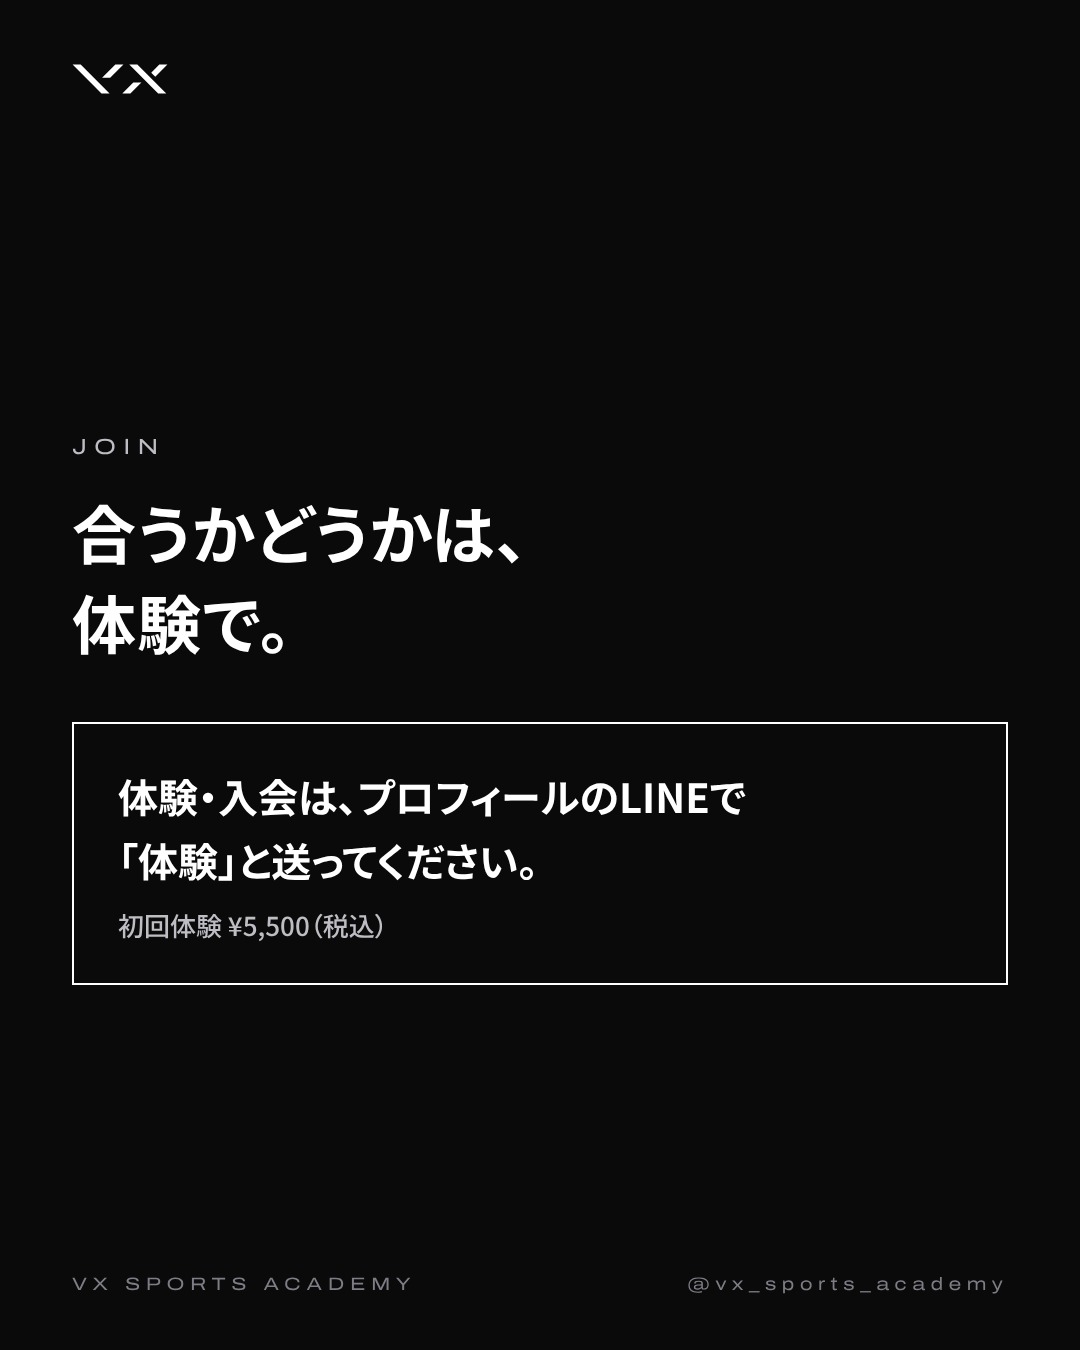 VX
JOIN
合うかどうかは、
体験で。
体験・入会は、プロフィールのLINEで
「体験」と送ってください。
初回体験 ¥5,500（税込）
VX SPORTS ACADEMY
@vx_sports_academy